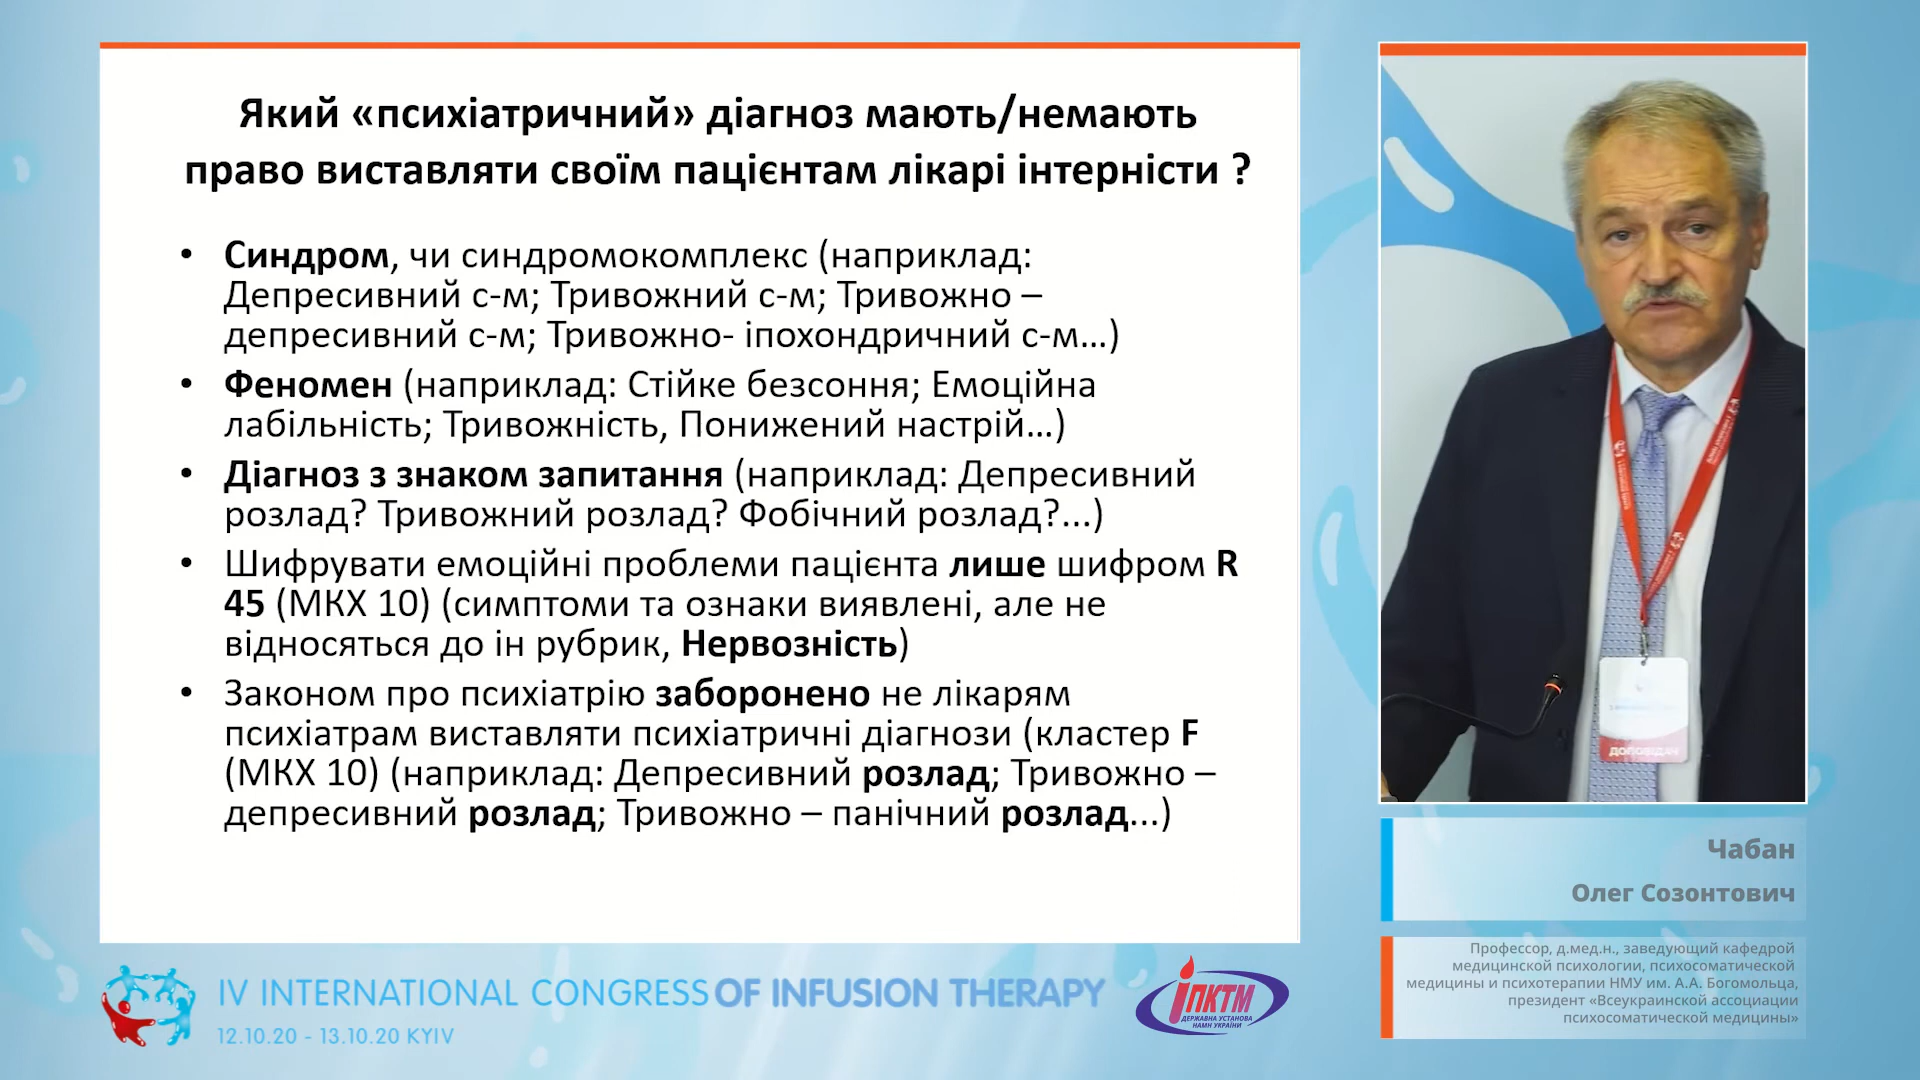 Який «психіатричний» діагноз мають/немають
право виставляти своїм пацієнтам лікарі інтерністи ?
• Синдром, чи синдромокомплекс (наприклад:
Депресивний с-м; Тривожний с-м; Тривожно –
депресивний с-м; Тривожно- іпохондричний с-м...)
• Феномен (наприклад: Стійке безсоння; Емоційна
лабільність; Тривожність, Понижений настрій...)
• Діагноз з знаком запитання (наприклад: Депресивний
розлад? Тривожний розлад? Фобічний розлад?...)
• Шифрувати емоційні проблеми пацієнта лише шифром R
45 (МКХ 10) (симптоми та ознаки виявлені, але не
відносяться до ін рубрик, Нервозність)
• Законом про психіатрію заборонено не лікарям
психіатрам виставляти психіатричні діагнози (кластер F
(МКХ 10) (наприклад: Депресивний розлад; Тривожно –
депресивний розлад; Тривожно – панічний розлад...)
ДОПОВІДАЧ
Чабан
Олег Созонтович
Профессор, д.мед.н., заведующий кафедрой
медицинской психологии, психосоматической
медицины и психотерапии НМУ им. А.А. Богомольца,
президент «Всеукраинской ассоциации
психосоматической медицины»
IV INTERNATIONAL CONGRESS OF INFUSION THERAPY
12.10.20 - 13.10.20 KYIV
ІПКТМ
ДЕРЖАВНА УСТАНОВА
НАМН УКРАЇНИ